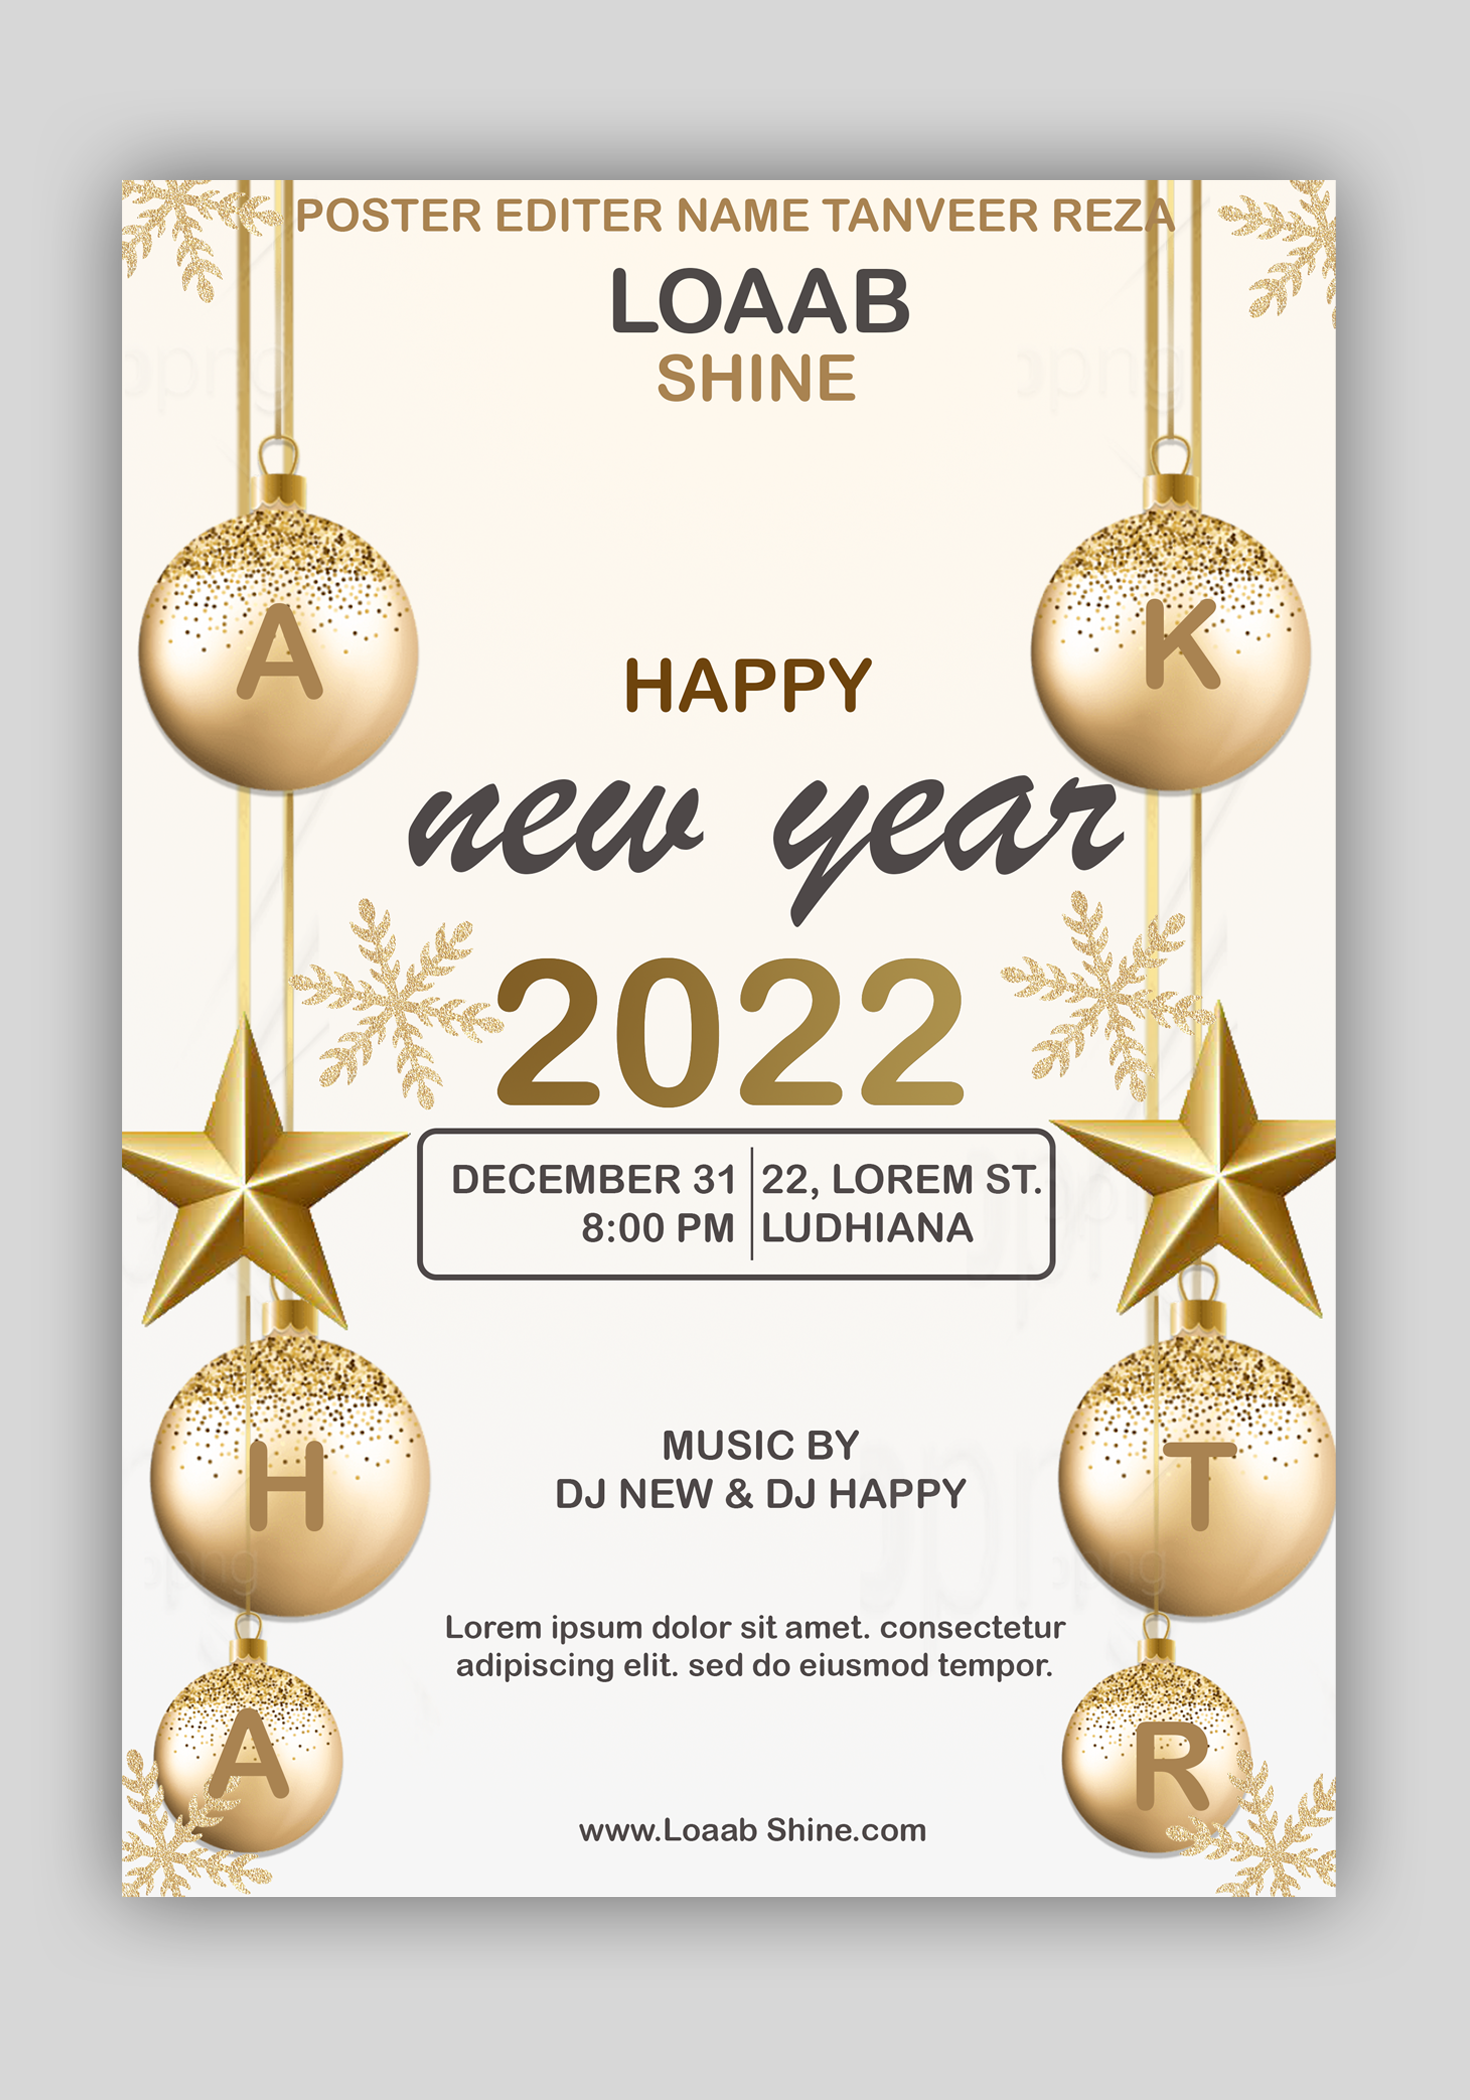 POSTER EDITER NAME TANVEER REZA
LOAAB
SHINE
A
K
HAPPY
new year
2022
DECEMBER 31
8:00 PM
22, LOREM ST.
LUDHIANA
H
T
MUSIC BY
DJ NEW & DJ HAPPY
Lorem ipsum dolor sit amet. consectetur
adipiscing elit. sed do eiusmod tempor.
A
R
www.Loaab Shine.com